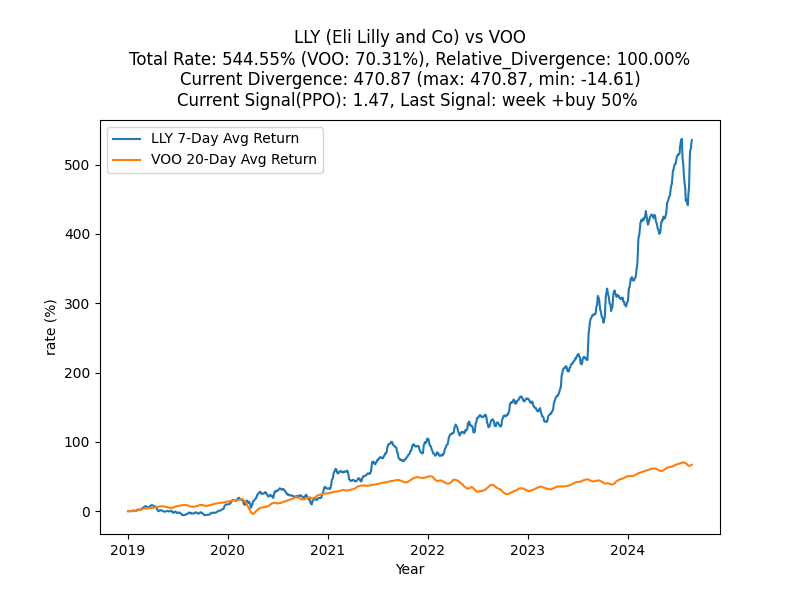 LLY (Eli Lilly and Co) vs VOO
Total Rate: 544.55% (VOO: 70.31%), Relative_Divergence: 100.00%
Current Divergence: 470.87 (max: 470.87, min: -14.61)
Current Signal(PPO): 1.47, Last Signal: week +buy 50%
LLY 7-Day Avg Return
VOO 20-Day Avg Return
500
400
300
200
100
0
rate (%)
2019 2020 2021 2022 2023 2024
Year